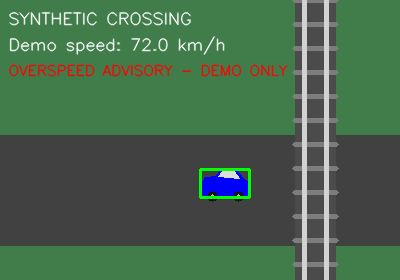 SYNTHETIC CROSSING
Demo speed: 72.0 km/h
OVERSPEED ADVISORY - DEMO ONLY